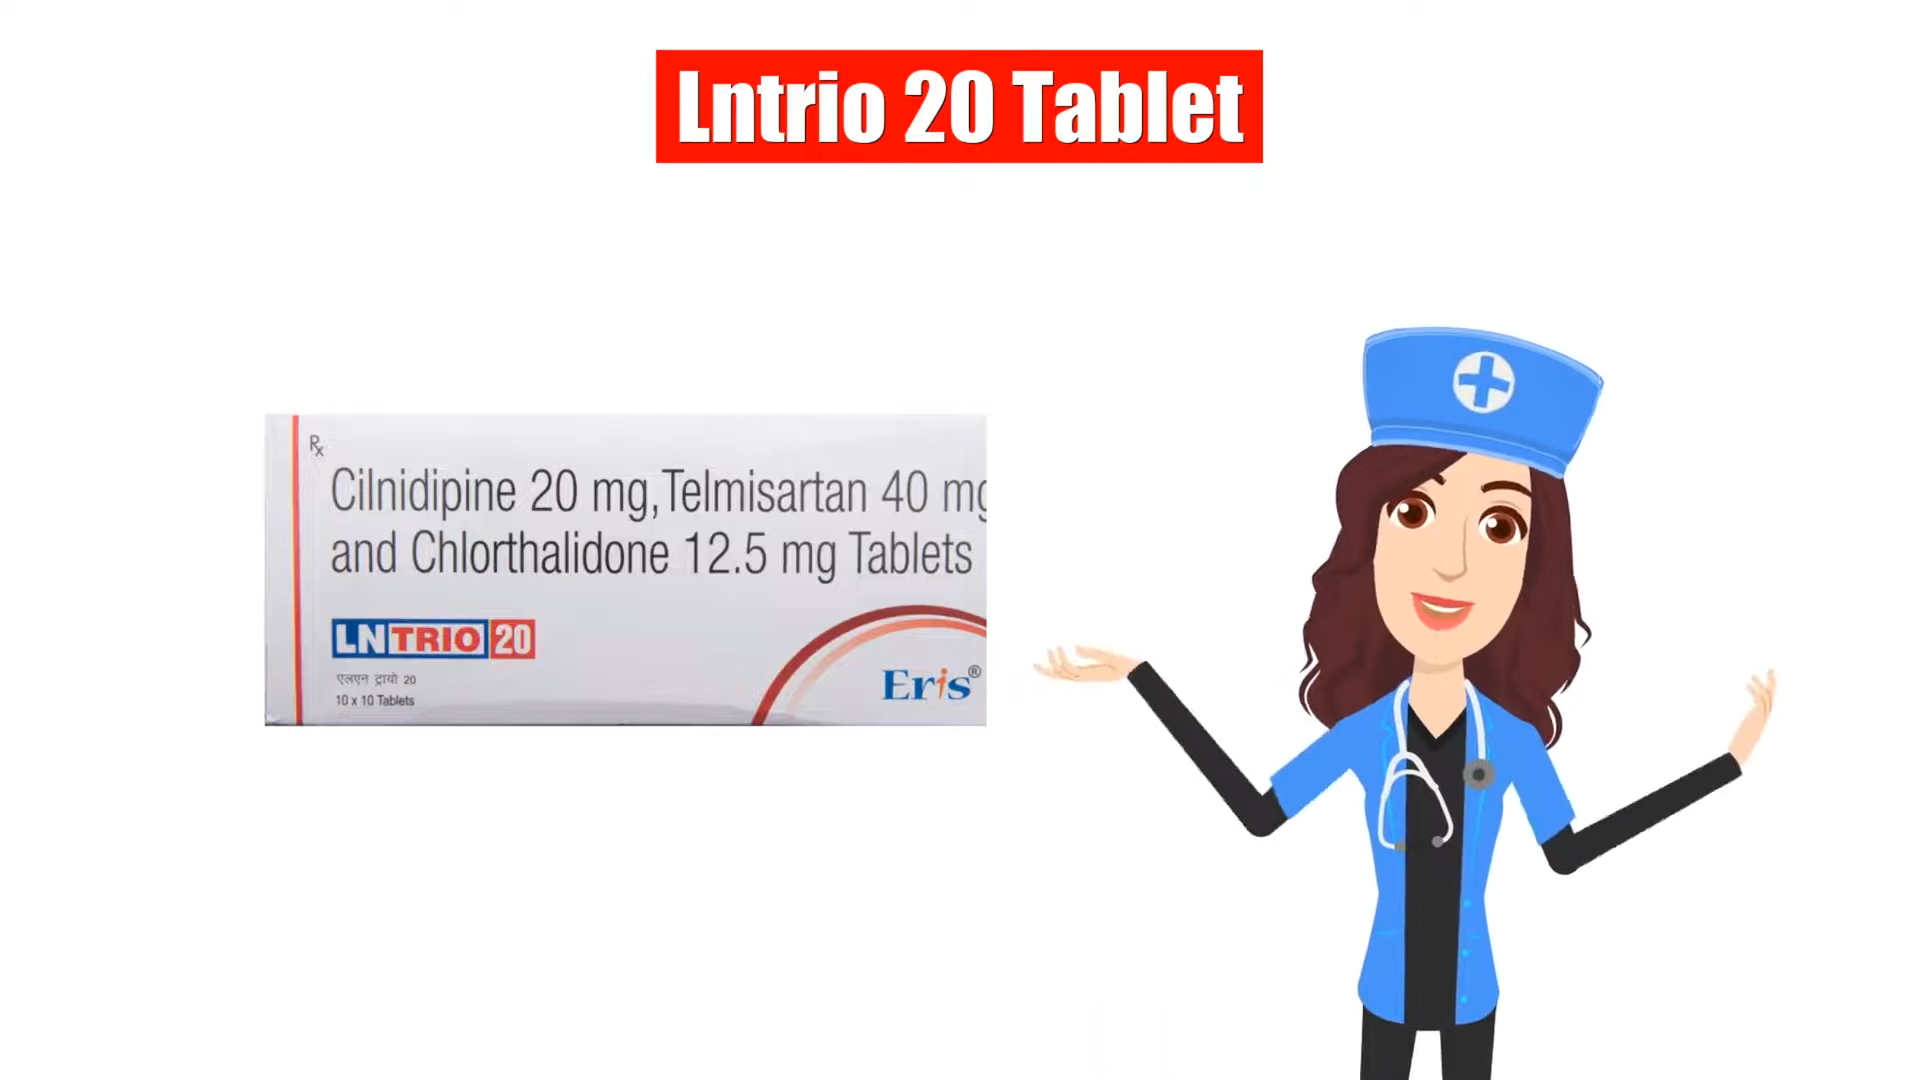 Lntrio 20 Tablet
Rx
Cilnidipine 20 mg, Telmisartan 40 mg
and Chlorthalidone 12.5 mg Tablets
LNTRIO 20
एलएन ट्रायो 20
10 x 10 Tablets
Eris®